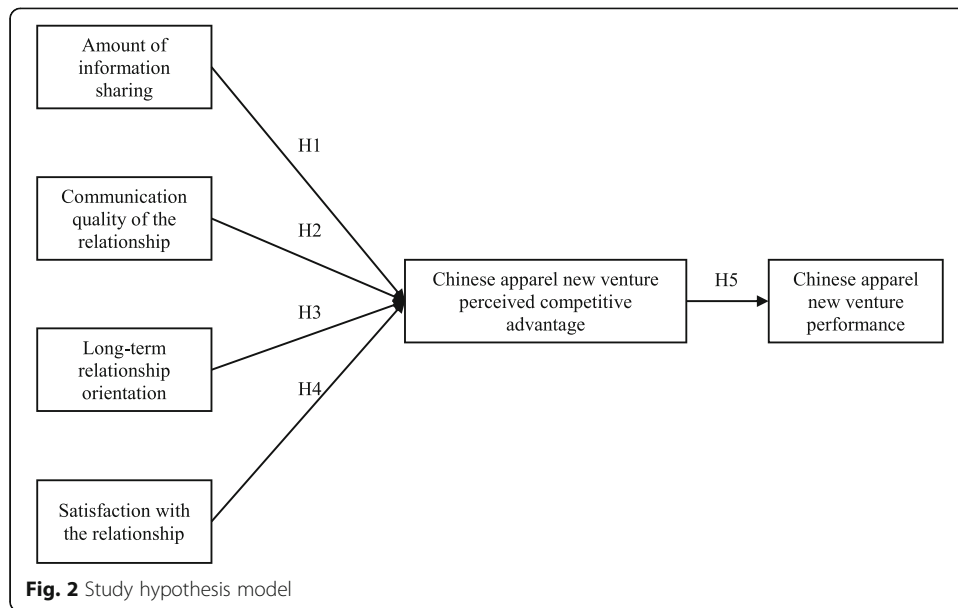 Amount of
information
sharing
H1
Communication
quality of the
relationship
H2
Chinese apparel new venture
perceived competitive
advantage
H5
Chinese apparel
new venture
performance
H3
Long-term
relationship
orientation
H4
Satisfaction with
the relationship
Fig. 2 Study hypothesis model